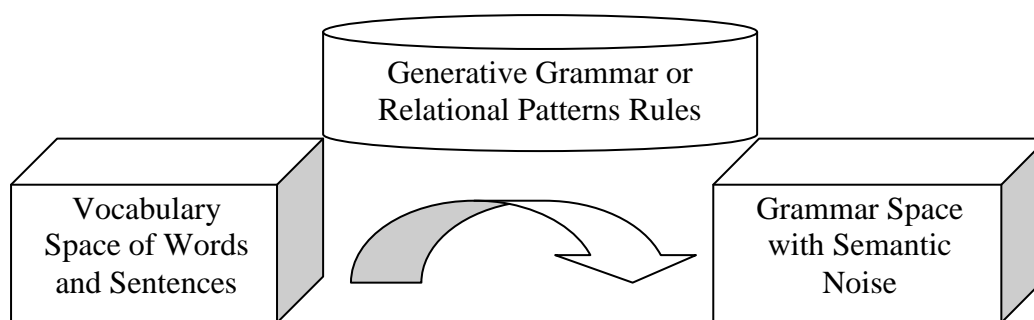 Generative Grammar or
Relational Patterns Rules
Vocabulary
Space of Words
and Sentences
Grammar Space
with Semantic
Noise